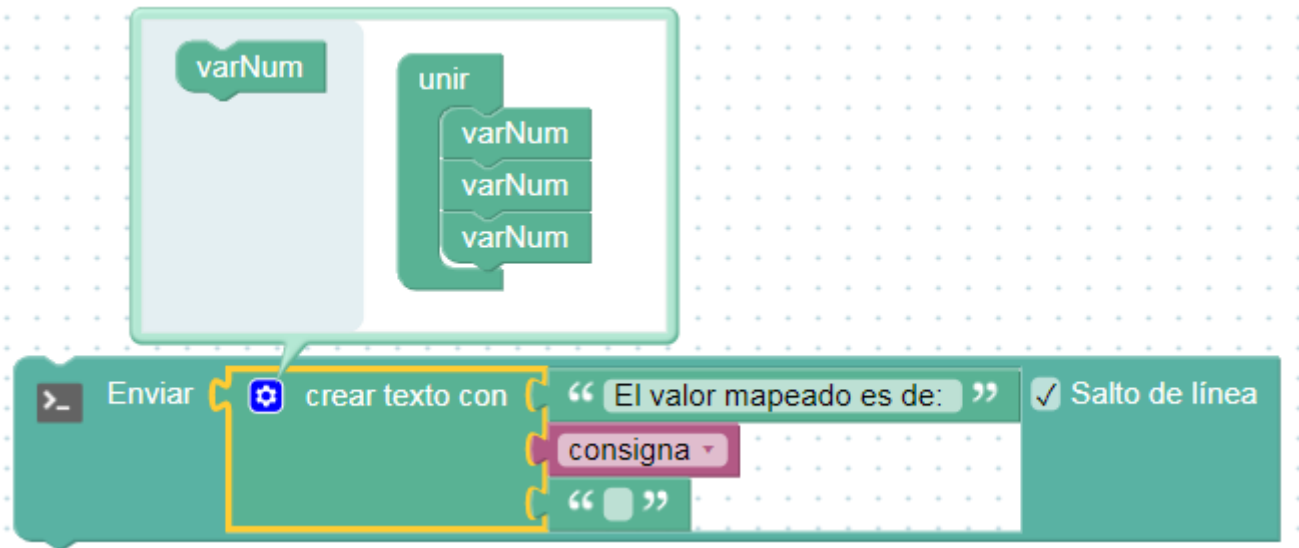 varNum
unir
varNum
varNum
varNum
>_ Enviar crear texto con “ El valor mapeado es de: ” ✓ Salto de línea
consigna
“ ”